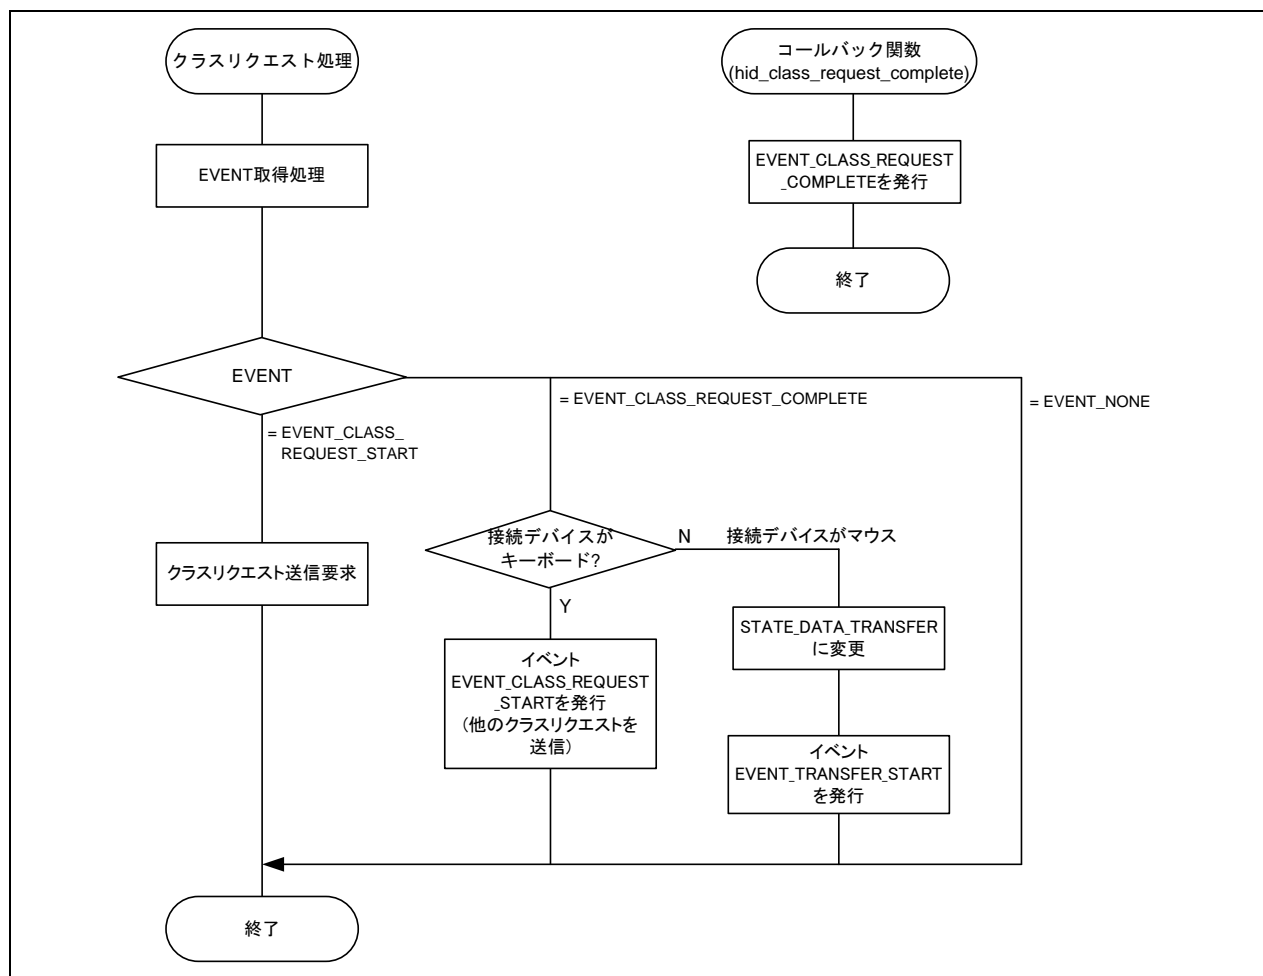 クラスリクエスト処理
EVENT取得処理
EVENT
= EVENT_CLASS_
REQUEST_START
クラスリクエスト送信要求
終了
コールバック関数
(hid_class_request_complete)
EVENT_CLASS_REQUEST
_COMPLETEを発行
終了
= EVENT_CLASS_REQUEST_COMPLETE
= EVENT_NONE
接続デバイスが
キーボード?
N
接続デバイスがマウス
Y
イベント
EVENT_CLASS_REQUEST
_STARTを発行
(他のクラスリクエストを
送信)
STATE_DATA_TRANSFER
に変更
イベント
EVENT_TRANSFER_START
を発行